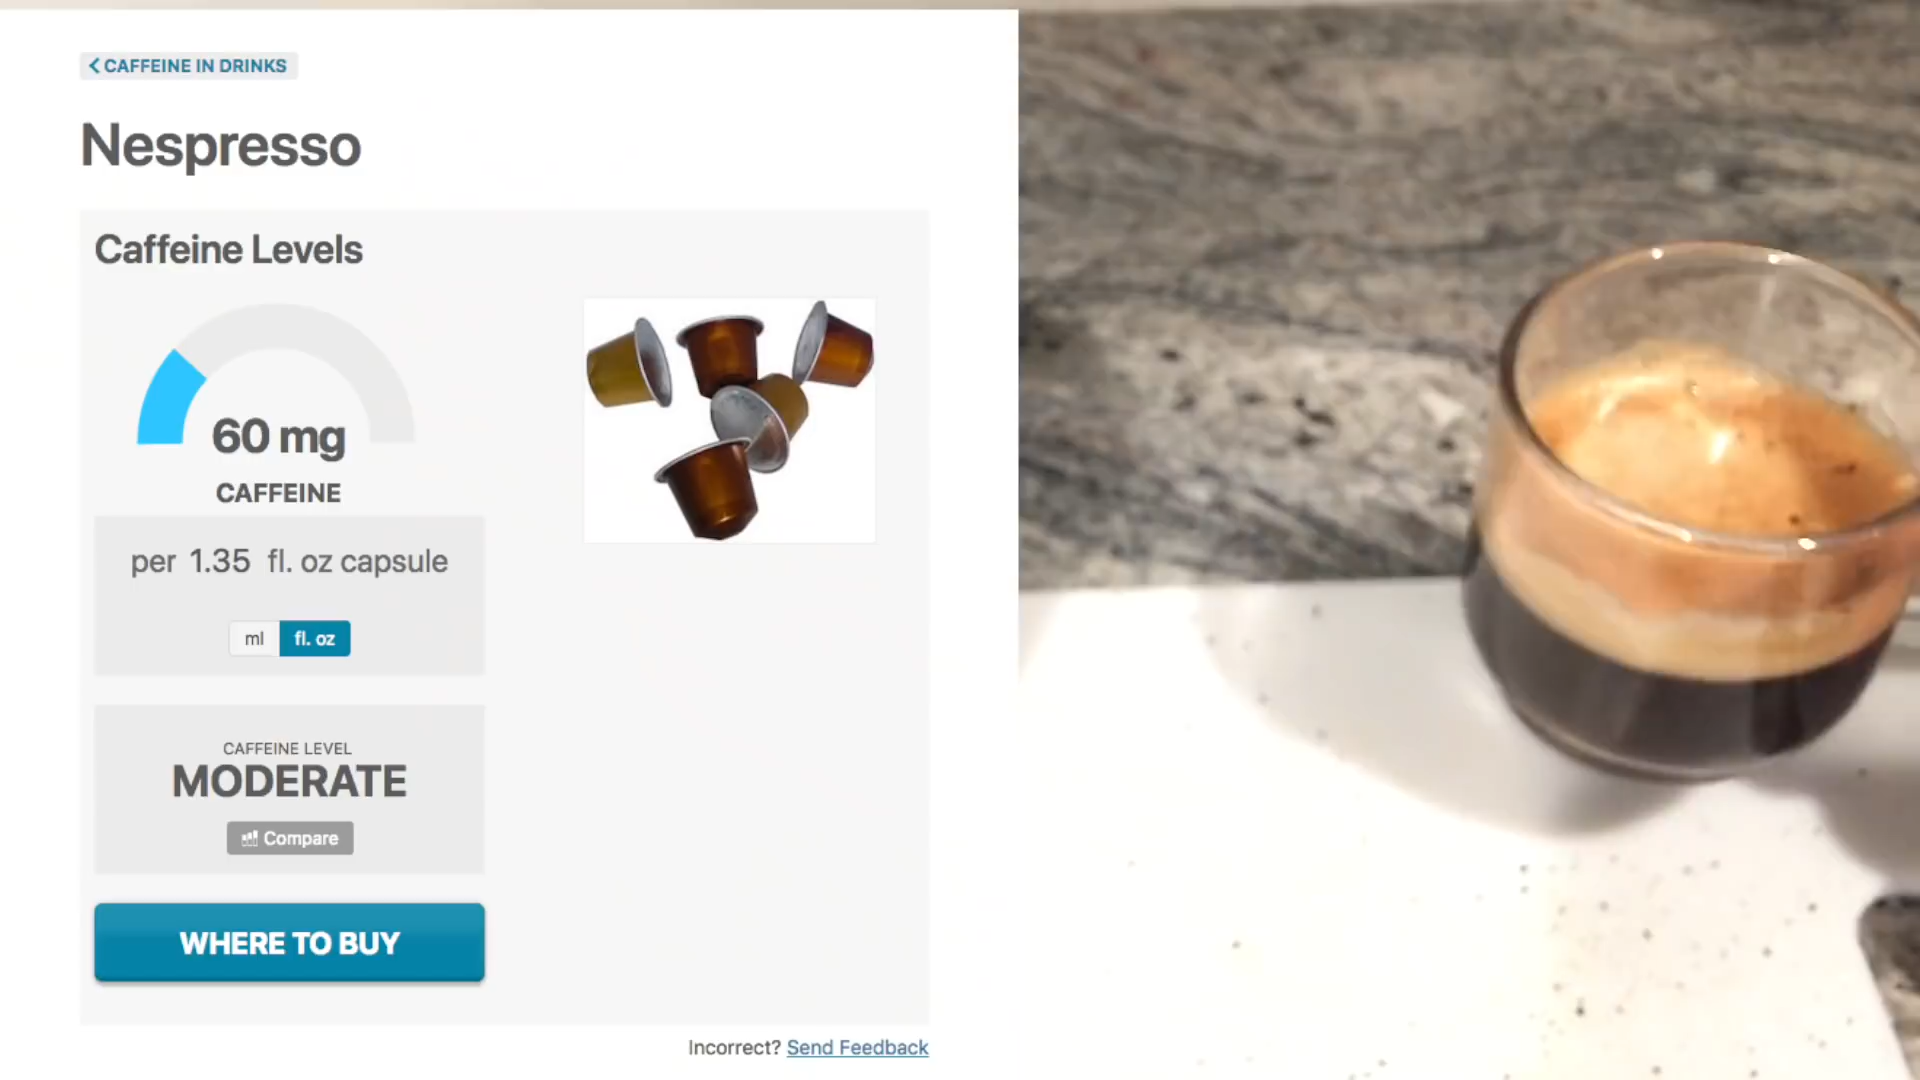 CAFFEINE IN DRINKS
Nespresso
Caffeine Levels
60 mg
CAFFEINE
per 1.35 fl. oz capsule
ml fl. oz
CAFFEINE LEVEL
MODERATE
Compare
WHERE TO BUY
Incorrect? Send Feedback